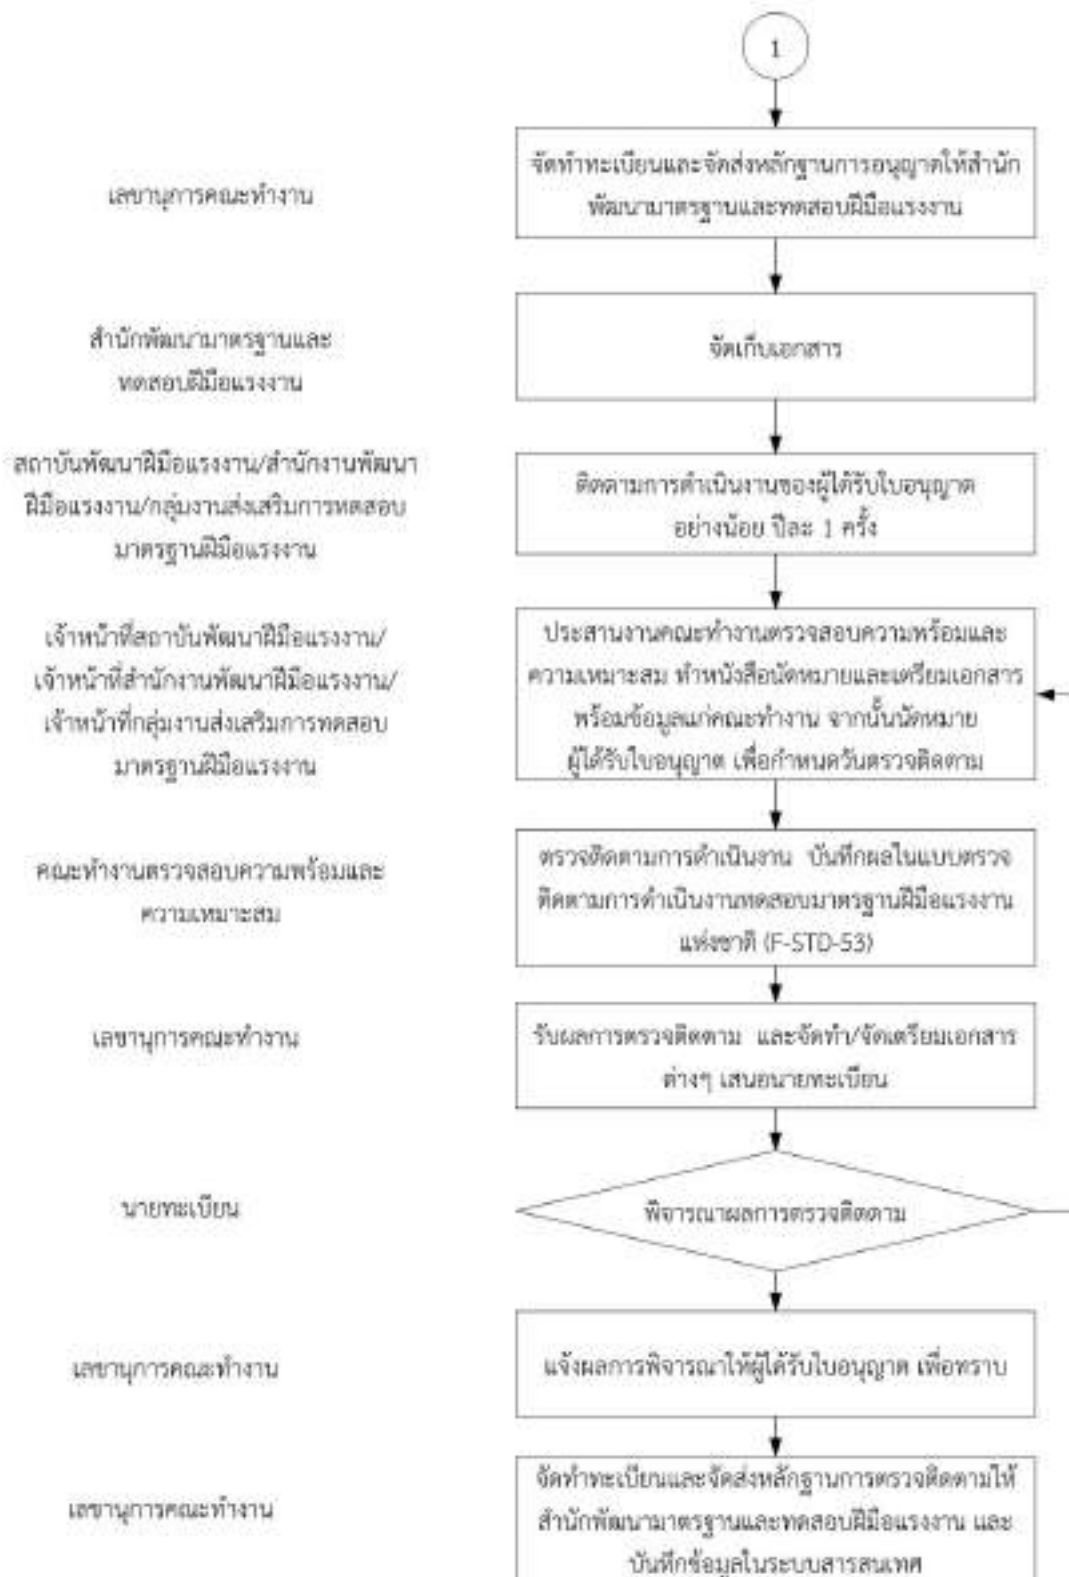 1
เลขานุการคณะทำงาน
จัดทำทะเบียนและจัดส่งหลักฐานการอนุญาตให้สำนัก
พัฒนามาตรฐานและทดสอบฝีมือแรงงาน
สำนักพัฒนามาตรฐานและ
ทดสอบฝีมือแรงงาน
จัดเก็บเอกสาร
สถาบันพัฒนาฝีมือแรงงาน/สำนักงานพัฒนา
ฝีมือแรงงาน/กลุ่มงานส่งเสริมการทดสอบ
มาตรฐานฝีมือแรงงาน
ติดตามการดำเนินงานของผู้ได้รับใบอนุญาต
อย่างน้อย ปีละ 1 ครั้ง
เจ้าหน้าที่สถาบันพัฒนาฝีมือแรงงาน/
เจ้าหน้าที่สำนักงานพัฒนาฝีมือแรงงาน/
เจ้าหน้าที่กลุ่มงานส่งเสริมการทดสอบ
มาตรฐานฝีมือแรงงาน
ประสานงานคณะทำงานตรวจสอบความพร้อมและ
ความเหมาะสม ทำหนังสือนัดหมายและเตรียมเอกสาร
พร้อมข้อมูลแก่คณะทำงาน จากนั้นนัดหมาย
ผู้ได้รับใบอนุญาต เพื่อกำหนดวันตรวจติดตาม
คณะทำงานตรวจสอบความพร้อมและ
ความเหมาะสม
ตรวจติดตามการดำเนินงาน บันทึกผลในแบบตรวจ
ติดตามการดำเนินงานทดสอบมาตรฐานฝีมือแรงงาน
แห่งชาติ (F-STD-53)
เลขานุการคณะทำงาน
รับผลการตรวจติดตาม และจัดทำ/จัดเตรียมเอกสาร
ต่างๆ เสนอนายทะเบียน
นายทะเบียน
พิจารณาผลการตรวจติดตาม
เลขานุการคณะทำงาน
แจ้งผลการพิจารณาให้ผู้ได้รับใบอนุญาต เพื่อทราบ
เลขานุการคณะทำงาน
จัดทำทะเบียนและจัดส่งหลักฐานการตรวจติดตามให้
สำนักพัฒนามาตรฐานและทดสอบฝีมือแรงงาน และ
บันทึกข้อมูลในระบบสารสนเทศ